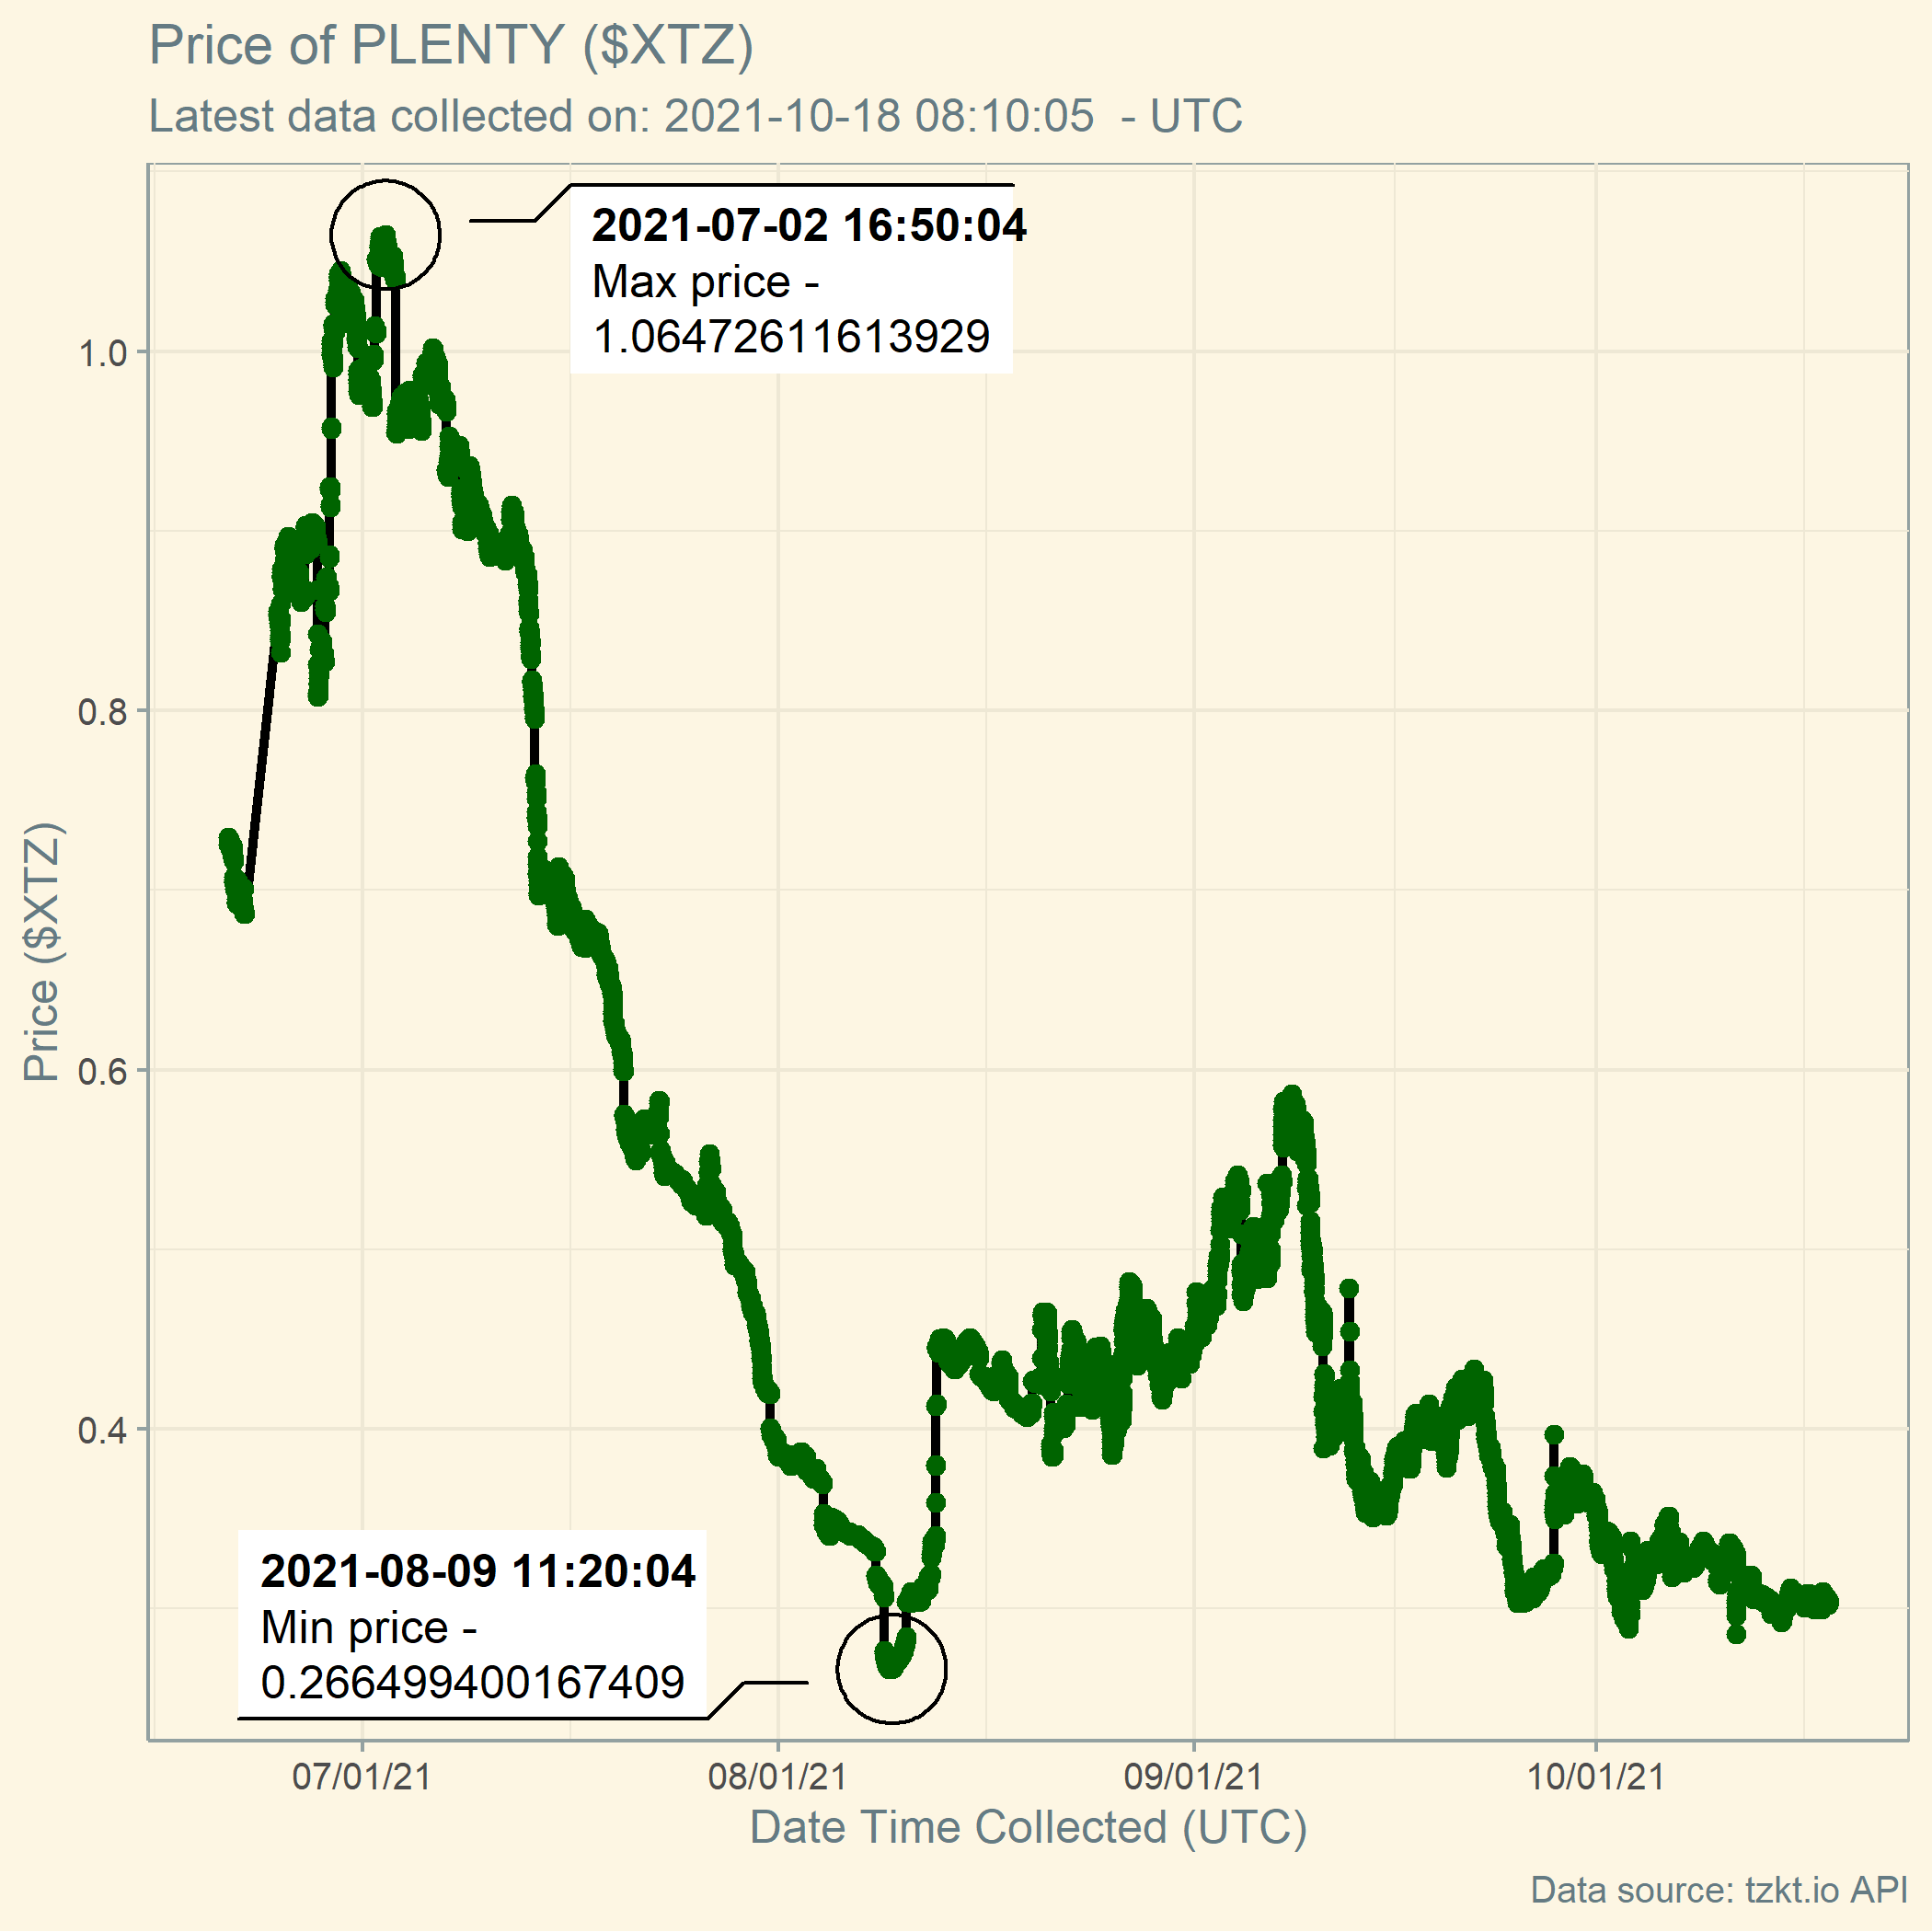 Price of PLENTY ($XTZ)
Latest data collected on: 2021-10-18 08:10:05  - UTC
2021-07-02 16:50:04
Max price -
1.06472611613929
1.0
0.8
0.6
0.4
Price ($XTZ)
2021-08-09 11:20:04
Min price -
0.266499400167409
07/01/21
08/01/21
09/01/21
10/01/21
Date Time Collected (UTC)
Data source: tzkt.io API